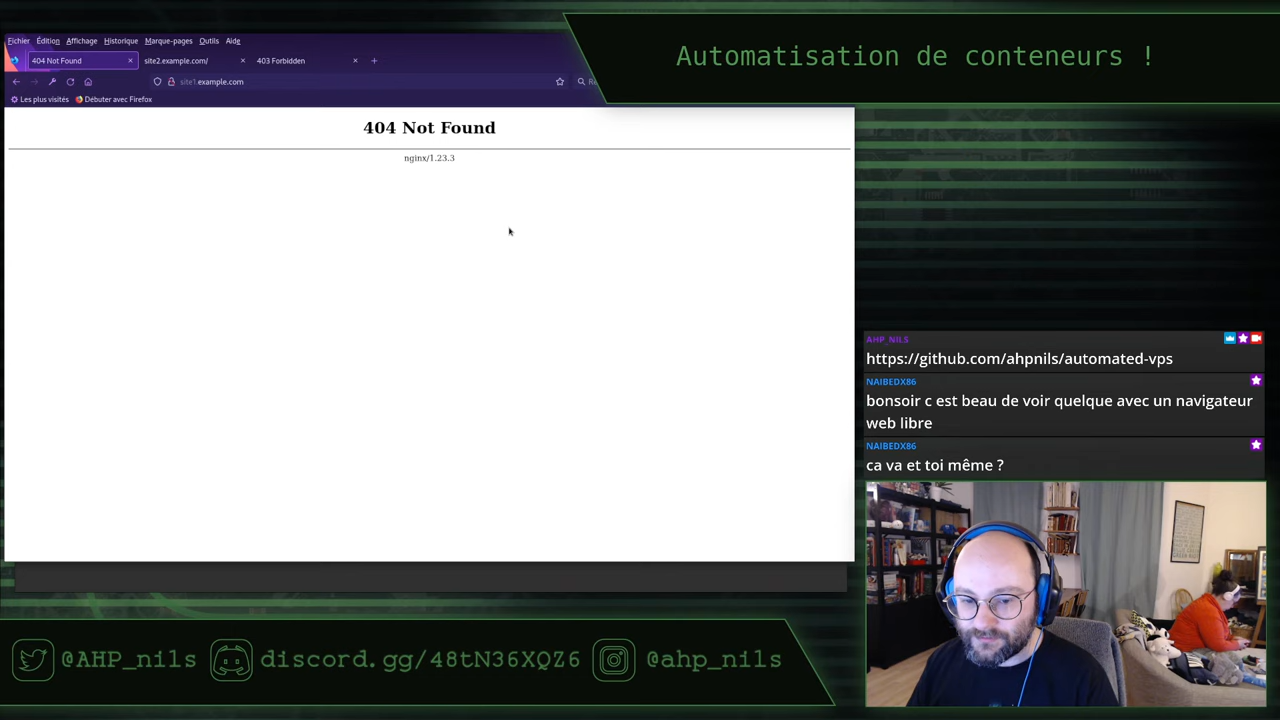 Automatisation de conteneurs !
Fichier Édition Affichage Historique Marque-pages Outils Aide
404 Not Found site2.example.com/ 403 Forbidden
site1.example.com
Les plus visités Débuter avec Firefox
404 Not Found
nginx/1.23.3
AHP_NILS
https://github.com/ahpnils/automated-vps
NAIBEDX86
bonsoir c est beau de voir quelque avec un navigateur
web libre
NAIBEDX86
ca va et toi même ?
@AHP_nils discord.gg/48tN36XQZ6 @ahp_nils